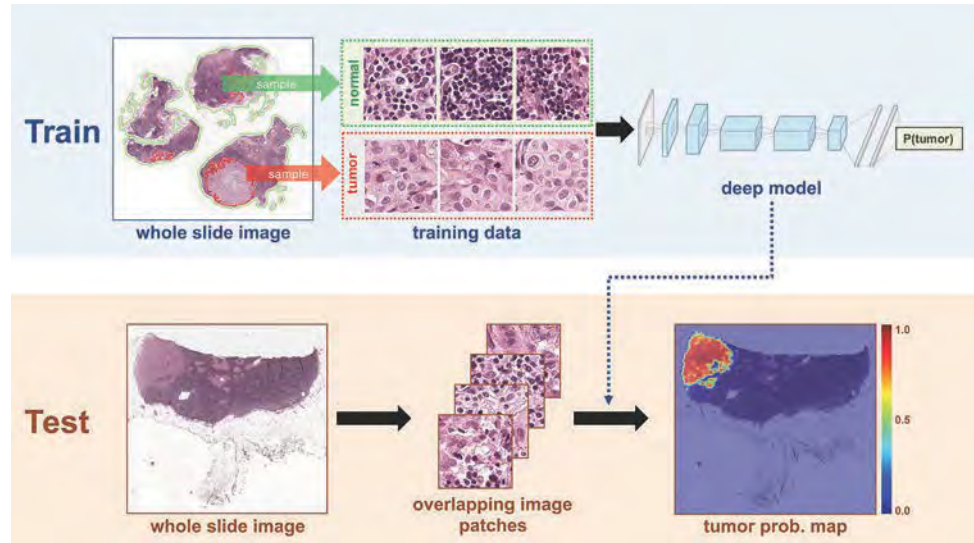 Train
sample
sample
normal
tumor
P(tumor)
whole slide image
training data
deep model
Test
whole slide image
overlapping image
patches
tumor prob. map
1.0
0.5
0.0